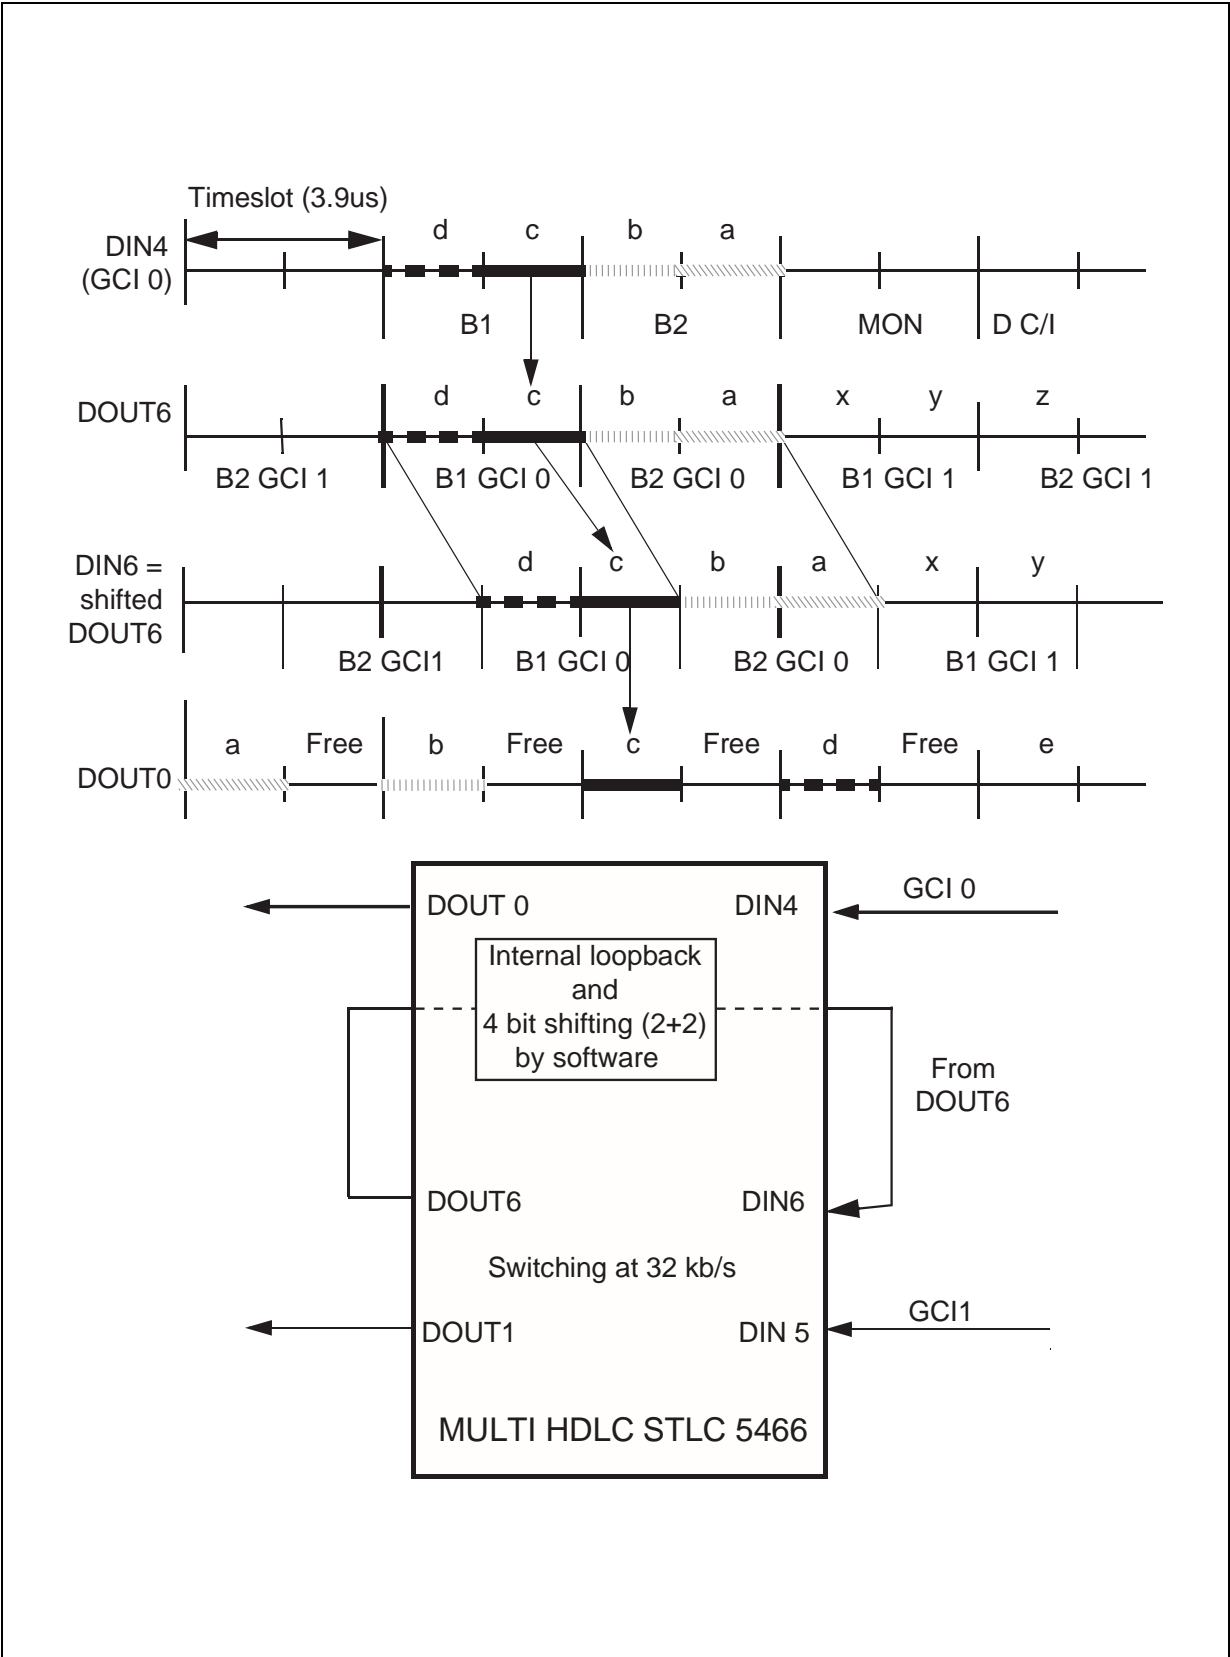 Timeslot (3.9us)
d c b a
DIN4
(GCI 0)
B1 B2 MON D C/I
DOUT6
d c b a x y z
B2 GCI 1 B1 GCI 0 B2 GCI 0 B1 GCI 1 B2 GCI 1
DIN6 =
shifted
DOUT6
d c b a x y
B2 GCI1 B1 GCI 0 B2 GCI 0 B1 GCI 1
DOUT0
a Free b Free c Free d Free e
DOUT 0 DIN4 GCI 0
Internal loopback
and
4 bit shifting (2+2)
by software
From
DOUT6
DOUT6 DIN6
Switching at 32 kb/s
DOUT1 DIN 5 GCI1
MULTI HDLC STLC 5466